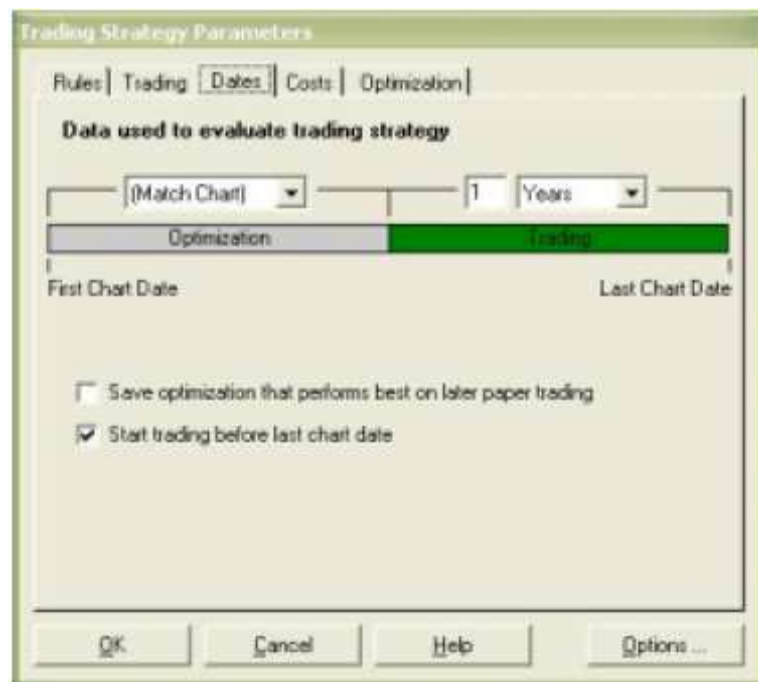 Trading Strategy Parameters
Rules Trading Dates Costs Optimization
Data used to evaluate trading strategy
(Match Chart) 1 Years
Optimization Trading
First Chart Date Last Chart Date
Save optimization that performs best on later paper trading
Start trading before last chart date
OK Cancel Help Options ...